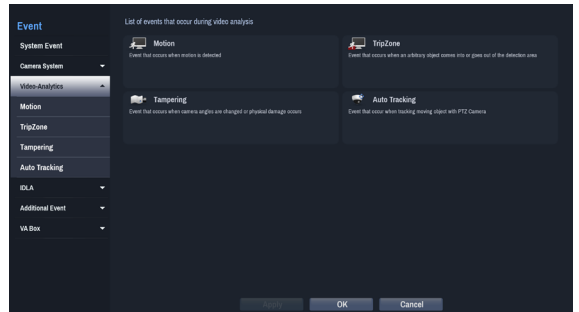 Event
System Event
Camera System
Video-Analytics
Motion
TripZone
Tampering
Auto Tracking
IDLA
Additional Event
VA Box
List of events that occur during video analysis
Motion
Event that occurs when motion is detected
TripZone
Event that occurs when an arbitrary object comes into or goes out of the detection area
Tampering
Event that occurs when camera angles are changed or physical damage occurs
Auto Tracking
Event that occur when tracking moving object with PTZ Camera
Apply
OK
Cancel